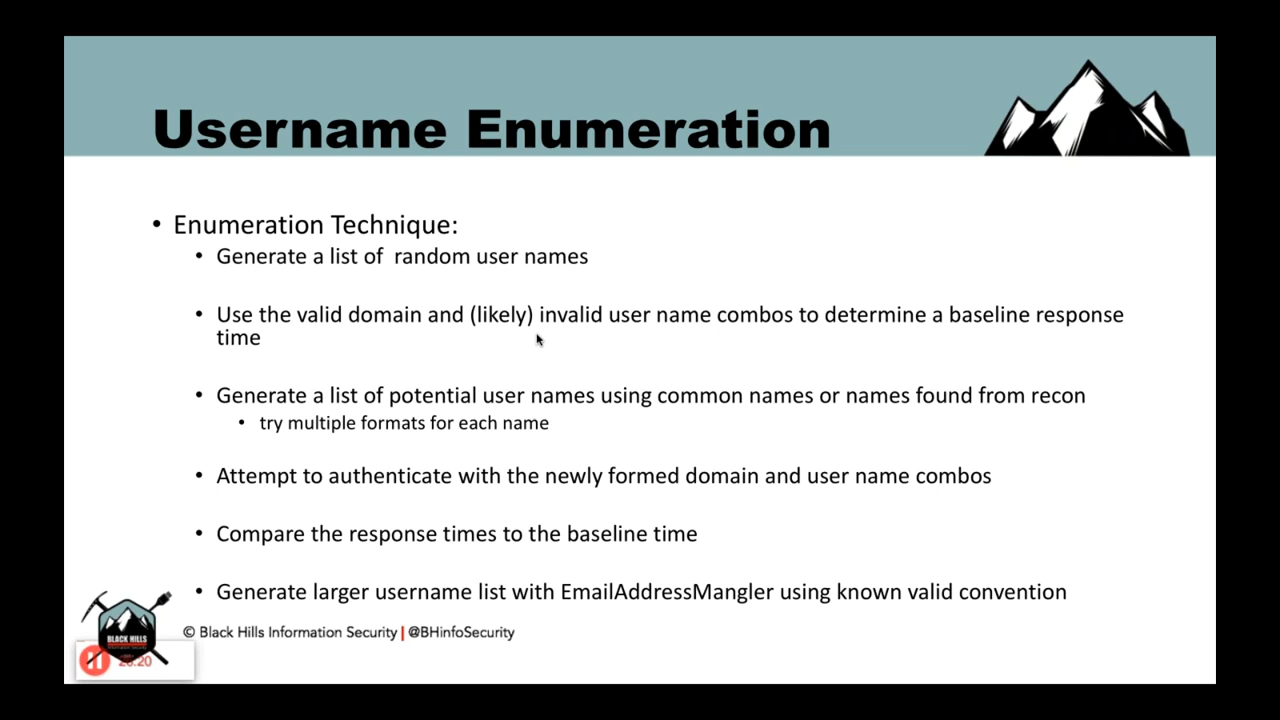 Username Enumeration
• Enumeration Technique:
• Generate a list of  random user names
• Use the valid domain and (likely) invalid user name combos to determine a baseline response
time
• Generate a list of potential user names using common names or names found from recon
• try multiple formats for each name
• Attempt to authenticate with the newly formed domain and user name combos
• Compare the response times to the baseline time
• Generate larger username list with EmailAddressMangler using known valid convention
© Black Hills Information Security | @BHinfoSecurity
BLACK HILLS
Information Security